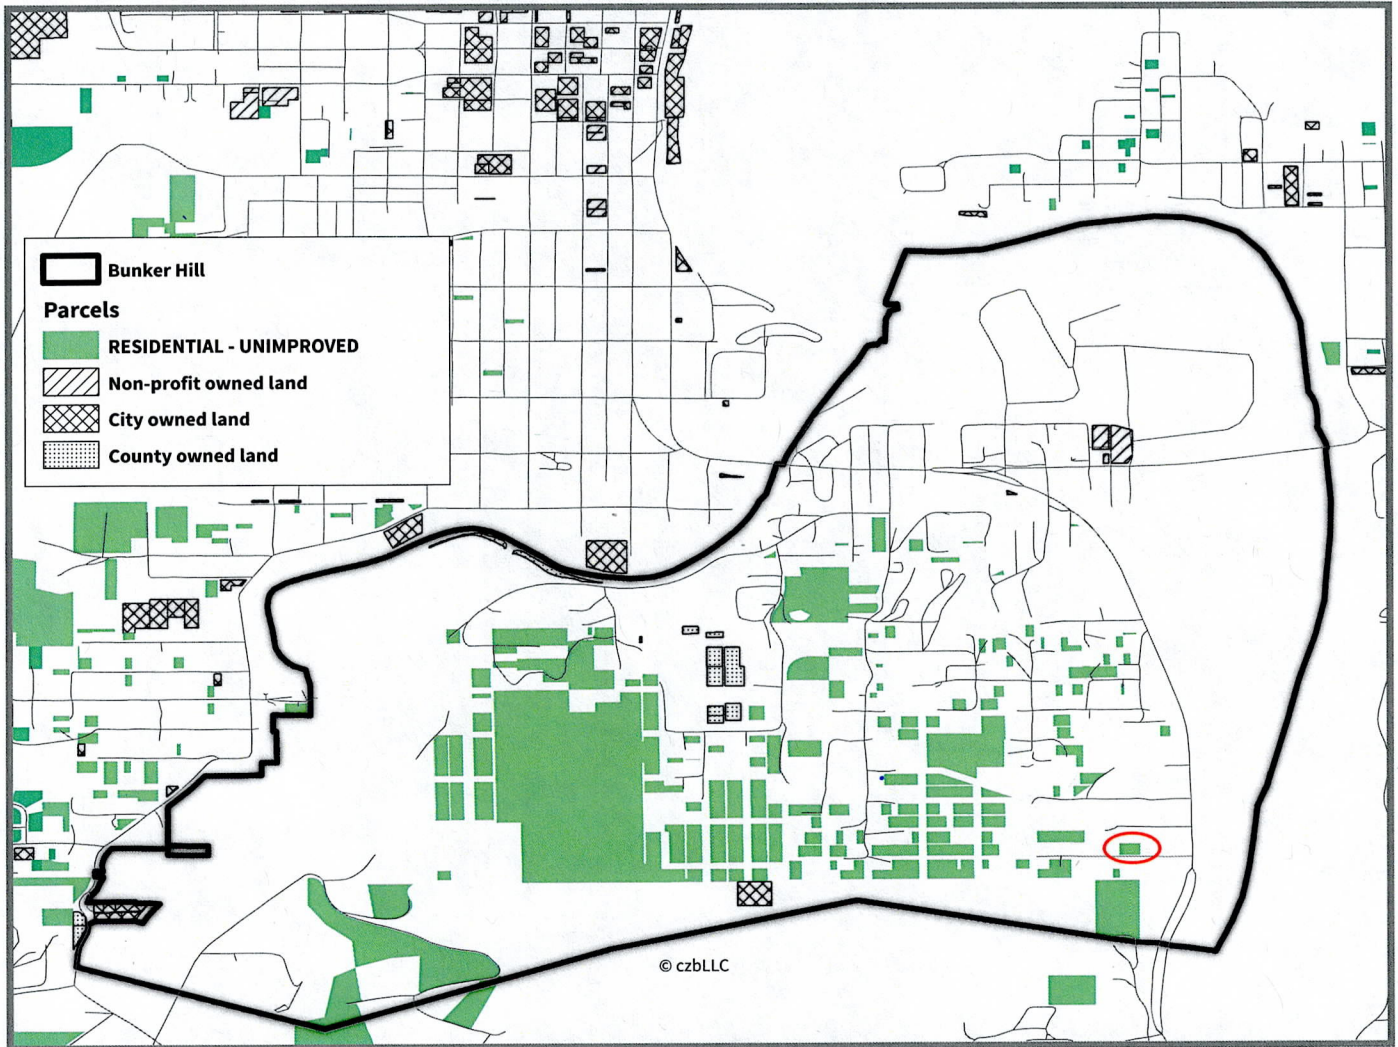 Bunker Hill
Parcels
RESIDENTIAL - UNIMPROVED
Non-profit owned land
City owned land
County owned land
© czbLLC